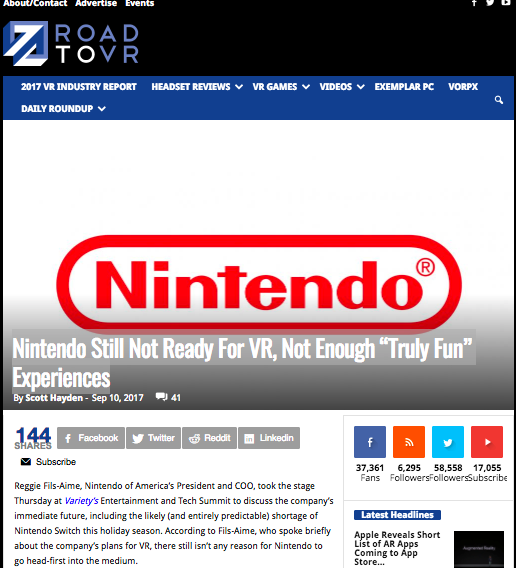 About/Contact Advertise Events
ROAD
TOVR
2017 VR INDUSTRY REPORT HEADSET REVIEWS VR GAMES VIDEOS EXEMPLAR PC VORPX
DAILY ROUNDUP
Nintendo®
Nintendo Still Not Ready For VR, Not Enough “Truly Fun”
Experiences
By Scott Hayden - Sep 10, 2017 41
144
SHARES
Facebook Twitter Reddit Linkedin
Subscribe
Reggie Fils-Aime, Nintendo of America's President and COO, took the stage
Thursday at Variety's Entertainment and Tech Summit to discuss the company's
immediate future, including the likely (and entirely predictable) shortage of
Nintendo Switch this holiday season. According to Fils-Aime, who spoke briefly
about the company's plans for VR, there still isn't any reason for Nintendo to
go head-first into the medium.
37,361 6,295 58,558 17,055
Fans Followers Followers Subscribe
Latest Headlines
Apple Reveals Short
List of AR Apps
Coming to App
Store...
Augmented Reality